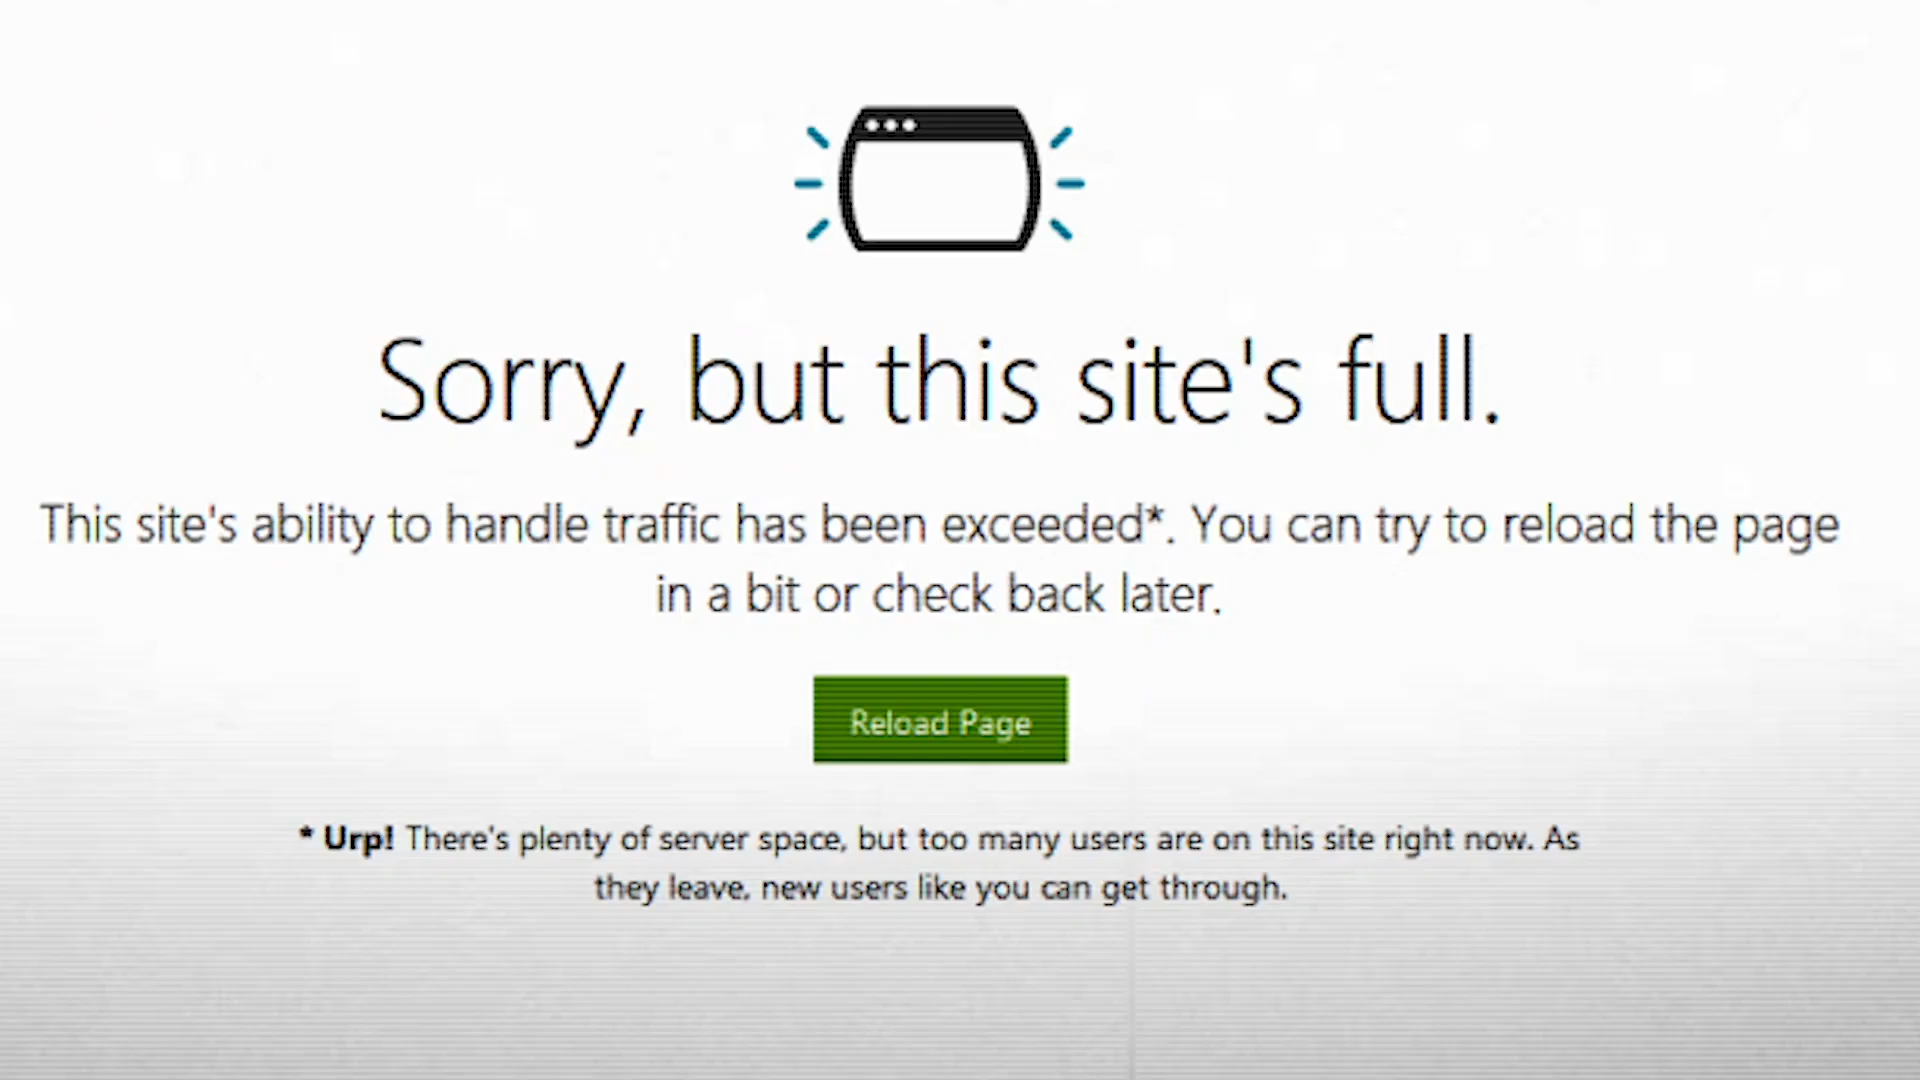 Sorry, but this site's full.
This site's ability to handle traffic has been exceeded*. You can try to reload the page
in a bit or check back later.
Reload Page
* Urp! There's plenty of server space, but too many users are on this site right now. As
they leave, new users like you can get through.